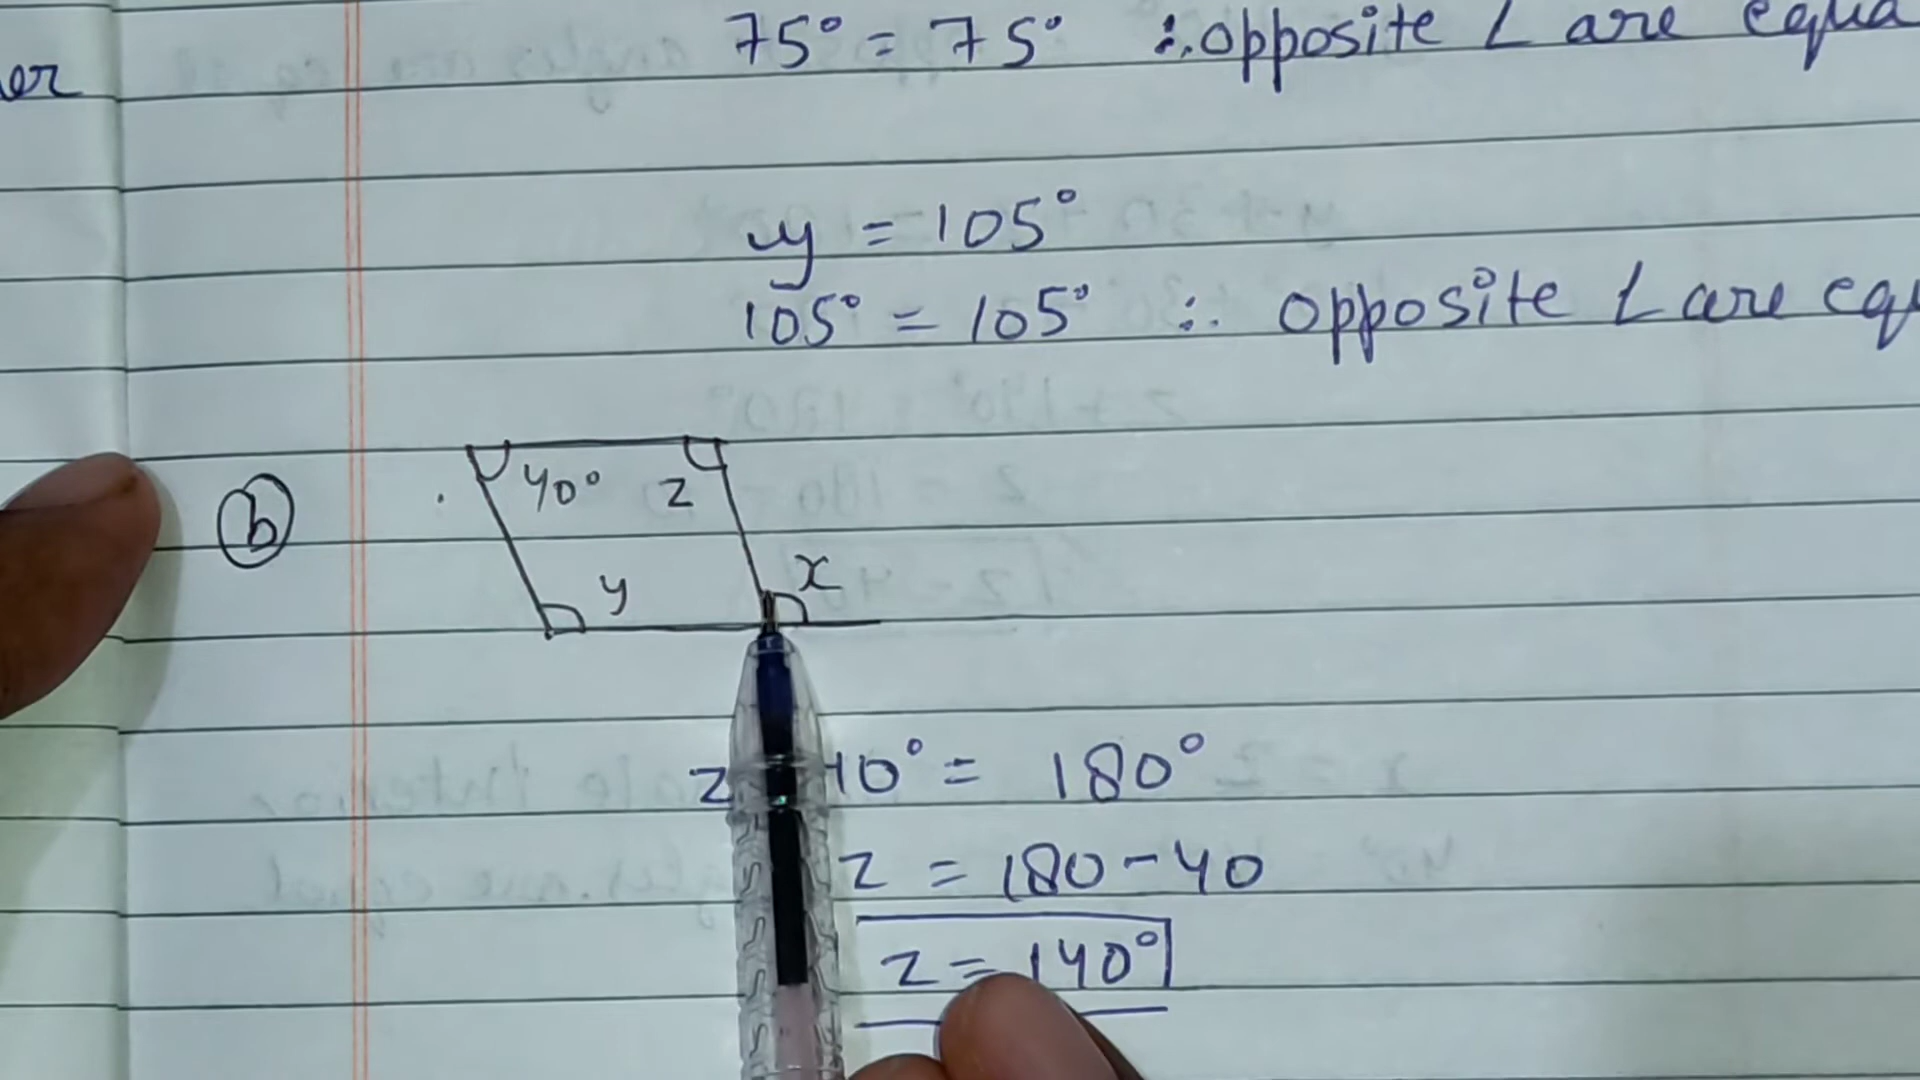 75° = 75° ∴ opposite ∠ are equa
er
y = 105°
105° = 105° ∴ opposite ∠ are equ
b
40° z
y x
z 40° = 180°
z = 180 - 40
z = 140°